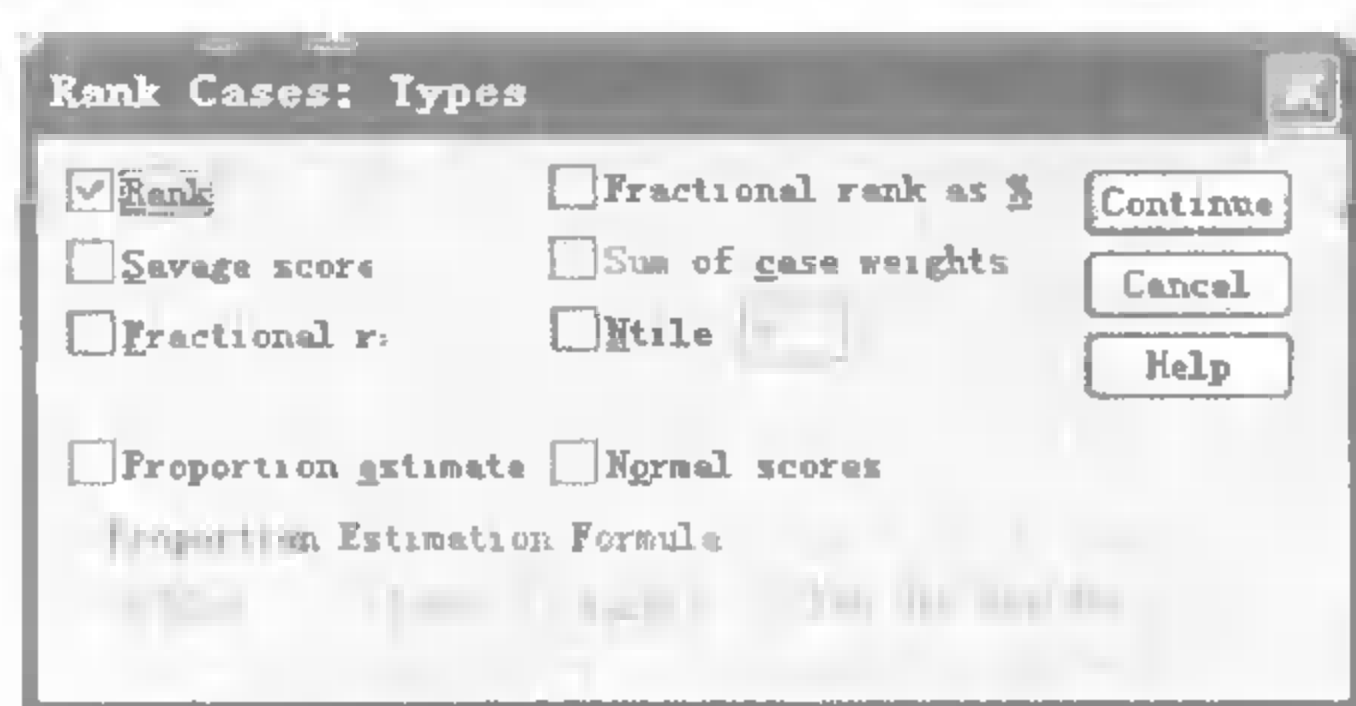 Rank Cases: Types
Rank
Fractional rank as %
Continue
Savage score
Sum of case weights
Cancel
Fractional r
Ntile
Help
Proportion estimate
Normal scores
Proportion Estimation Formula